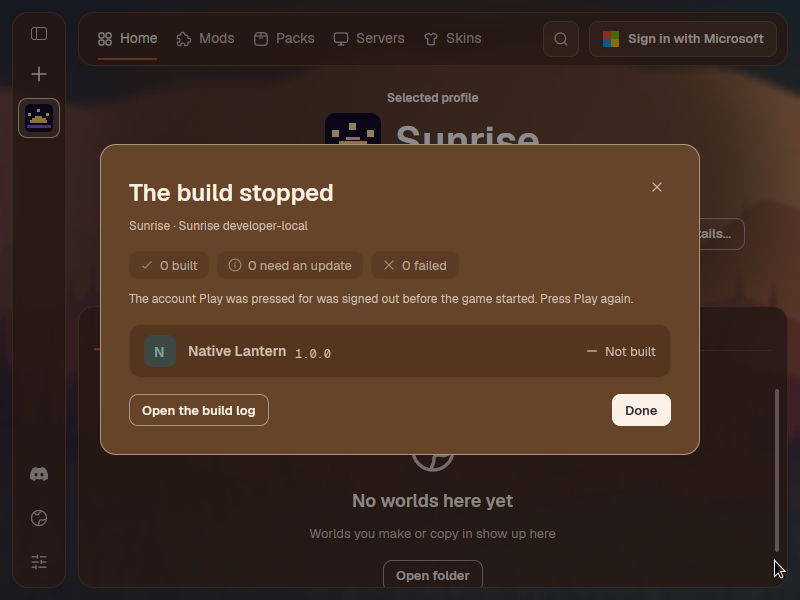 Home
Mods
Packs
Servers
Skins
Sign in with Microsoft
Selected profile
Sunrise
ails...
The build stopped
Sunrise · Sunrise developer-local
0 built
0 need an update
0 failed
The account Play was pressed for was signed out before the game started. Press Play again.
N
Native Lantern 1.0.0
Not built
Open the build log
Done
No worlds here yet
Worlds you make or copy in show up here
Open folder